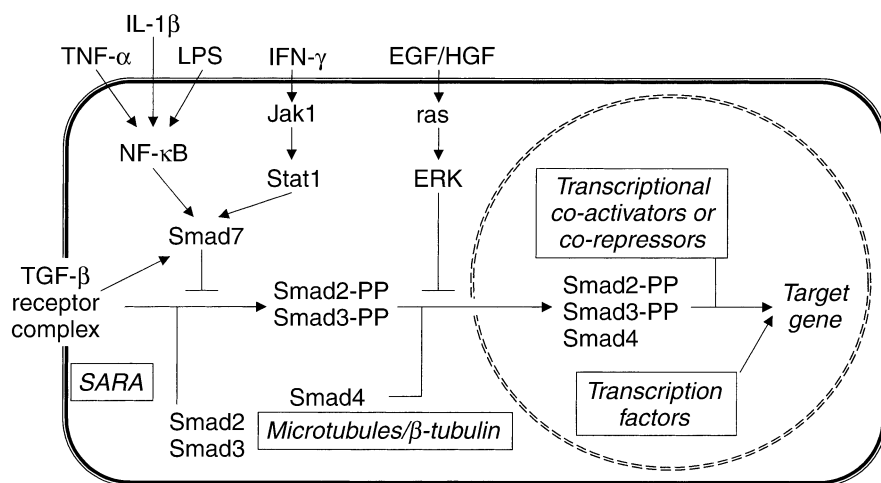 IL-1β
TNF-α
LPS
IFN-γ
EGF/HGF
Jak1
ras
NF-κB
Stat1
ERK
Transcriptional
co-activators or
co-repressors
Smad7
TGF-β
receptor
complex
Smad2-PP
Smad3-PP
Smad2-PP
Smad3-PP
Smad4
Target
gene
SARA
Smad4
Transcription
factors
Smad2
Smad3
Microtubules/β-tubulin